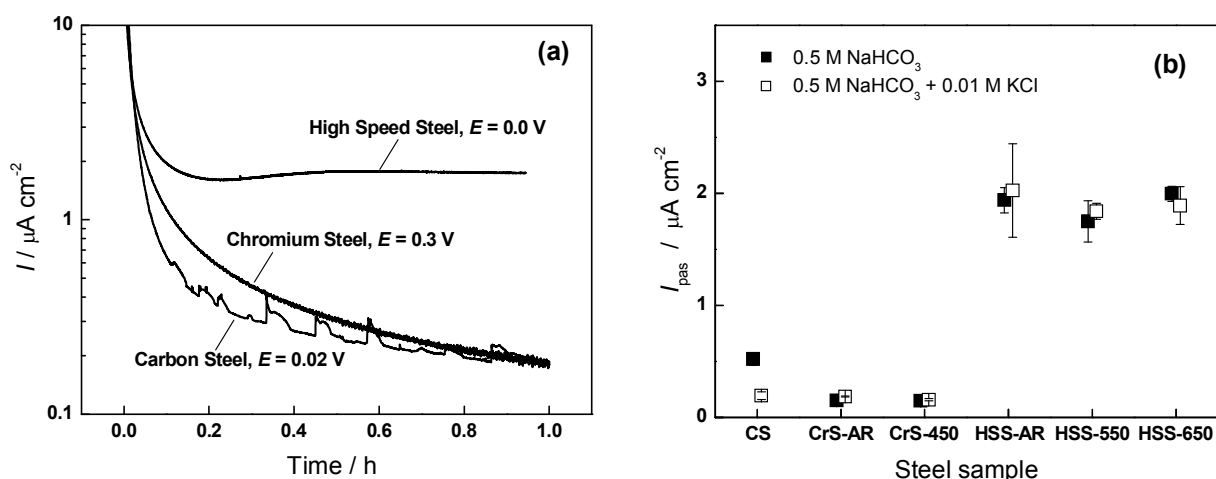 10
1
0.1
I / μA cm-2
(a)
High Speed Steel, E = 0.0 V
Chromium Steel, E = 0.3 V
Carbon Steel, E = 0.02 V
0.0 0.2 0.4 0.6 0.8 1.0
Time / h
(b)
0.5 M NaHCO3
0.5 M NaHCO3 + 0.01 M KCl
3
2
1
0
Ipas / μA cm-2
CS CrS-AR CrS-450 HSS-AR HSS-550 HSS-650
Steel sample